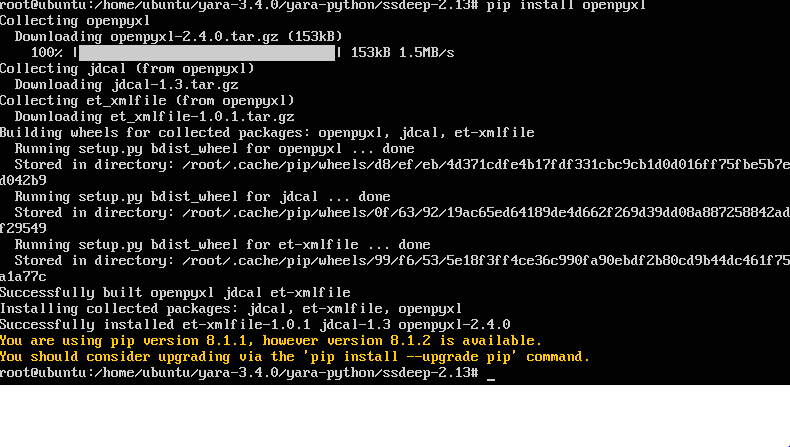 root@ubuntu:/home/ubuntu/yara-3.4.0/yara-python/ssdeep-2.13# pip install openpyxl
Collecting openpyxl
  Downloading openpyxl-2.4.0.tar.gz (153kB)
    100% |████████████████████████████████| 153kB 1.5MB/s
Collecting jdcal (from openpyxl)
  Downloading jdcal-1.3.tar.gz
Collecting et_xmlfile (from openpyxl)
  Downloading et_xmlfile-1.0.1.tar.gz
Building wheels for collected packages: openpyxl, jdcal, et-xmlfile
  Running setup.py bdist_wheel for openpyxl ... done
  Stored in directory: /root/.cache/pip/wheels/d8/ef/eb/4d371cdfe4b17fdf331cbc9cb1d0d016ff75fbe5b7e
d042b9
  Running setup.py bdist_wheel for jdcal ... done
  Stored in directory: /root/.cache/pip/wheels/0f/63/92/19ac65ed64189de4d662f269d39dd08a887258842ad
f29549
  Running setup.py bdist_wheel for et-xmlfile ... done
  Stored in directory: /root/.cache/pip/wheels/99/f6/53/5e18f3ff4ce36c990fa90ebdf2b80cd9b44dc461f75
a1a77c
Successfully built openpyxl jdcal et-xmlfile
Installing collected packages: jdcal, et-xmlfile, openpyxl
Successfully installed et-xmlfile-1.0.1 jdcal-1.3 openpyxl-2.4.0
You are using pip version 8.1.1, however version 8.1.2 is available.
You should consider upgrading via the 'pip install --upgrade pip' command.
root@ubuntu:/home/ubuntu/yara-3.4.0/yara-python/ssdeep-2.13# _